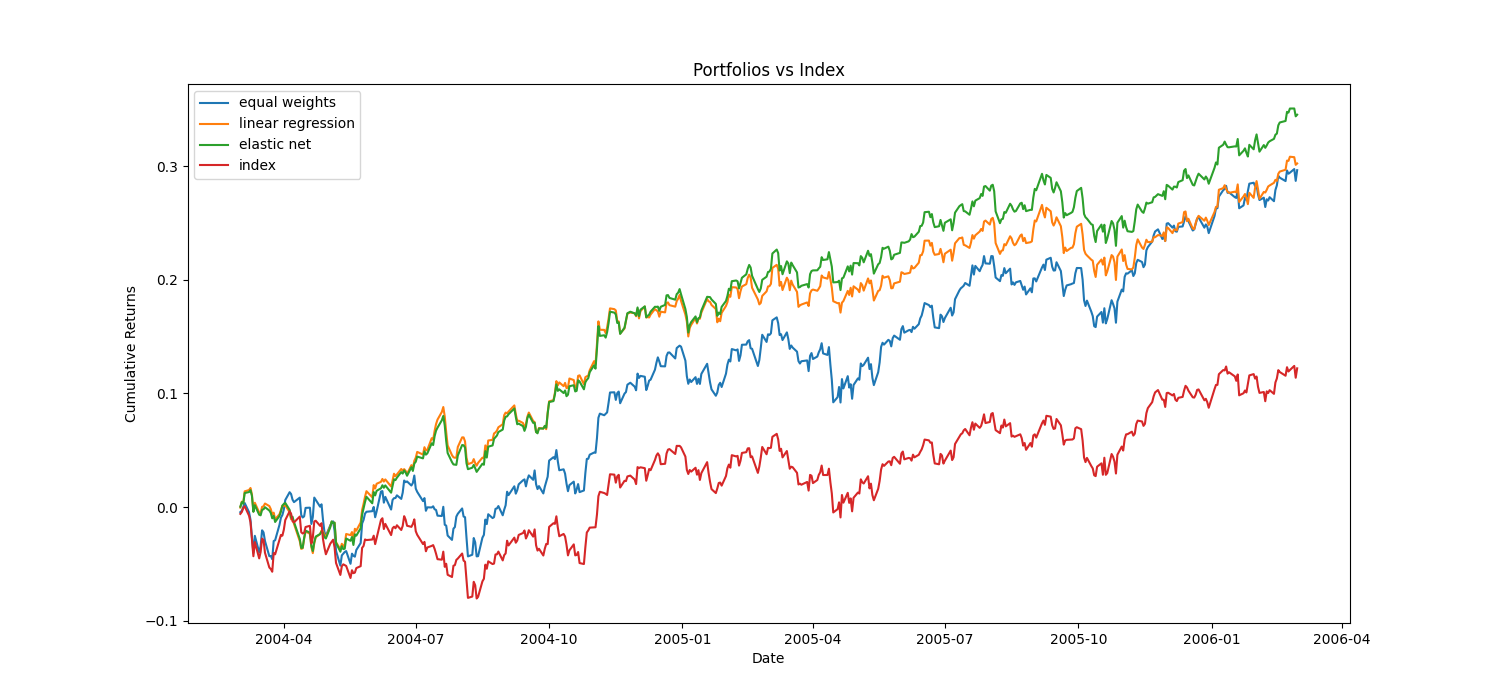 Portfolios vs Index
equal weights
linear regression
elastic net
index
Cumulative Returns
0.3
0.2
0.1
0.0
−0.1
2004-04 2004-07 2004-10 2005-01 2005-04 2005-07 2005-10 2006-01 2006-04
Date